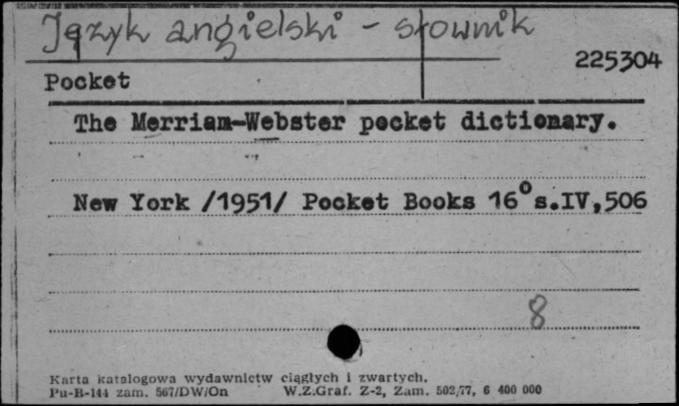 Język angielski - słownik
225304
Pocket
The Merriam-Webster pocket dictionary.
New York /1951/ Pocket Books 16° s.IV,506
8
Karta katalogowa wydawnictw ciągłych i zwartych.
Pu-B-144 zam. 567/DW/On W.Z.Graf. Z-2, Zam. 502/77, 6 400 000